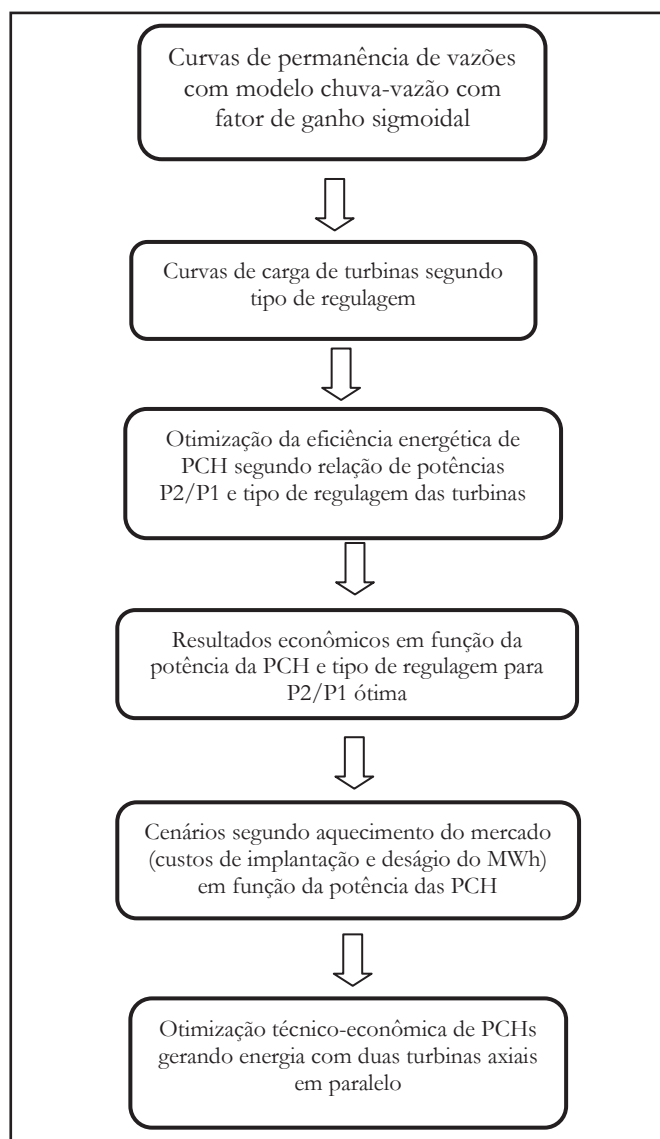 Curvas de permanência de vazões
com modelo chuva-vazão com
fator de ganho sigmoidal
Curvas de carga de turbinas segundo
tipo de regulagem
Otimização da eficiência energética de
PCH segundo relação de potências
P2/P1 e tipo de regulagem das turbinas
Resultados econômicos em função da
potência da PCH e tipo de regulagem para
P2/P1 ótima
Cenários segundo aquecimento do mercado
(custos de implantação e deságio do MWh)
em função da potência das PCH
Otimização técnico-econômica de PCHs
gerando energia com duas turbinas axiais
em paralelo